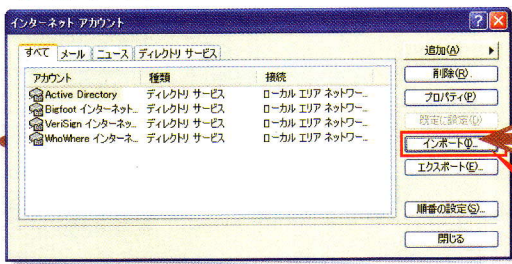 インターネット アカウント
すべて メール ニュース ディレクトリ サービス
追加(A)
アカウント 種類 接続
削除(R)
Active Directory ディレクトリ サービス ローカル エリア ネットワー...
プロパティ(P)
Bigfoot インターネット... ディレクトリ サービス ローカル エリア ネットワー...
VeriSign インターネッ... ディレクトリ サービス ローカル エリア ネットワー...
既定に設定(D)
WhoWhere インターネ... ディレクトリ サービス ローカル エリア ネットワー...
インポート(I)...
エクスポート(E)...
順番の設定(S)...
閉じる